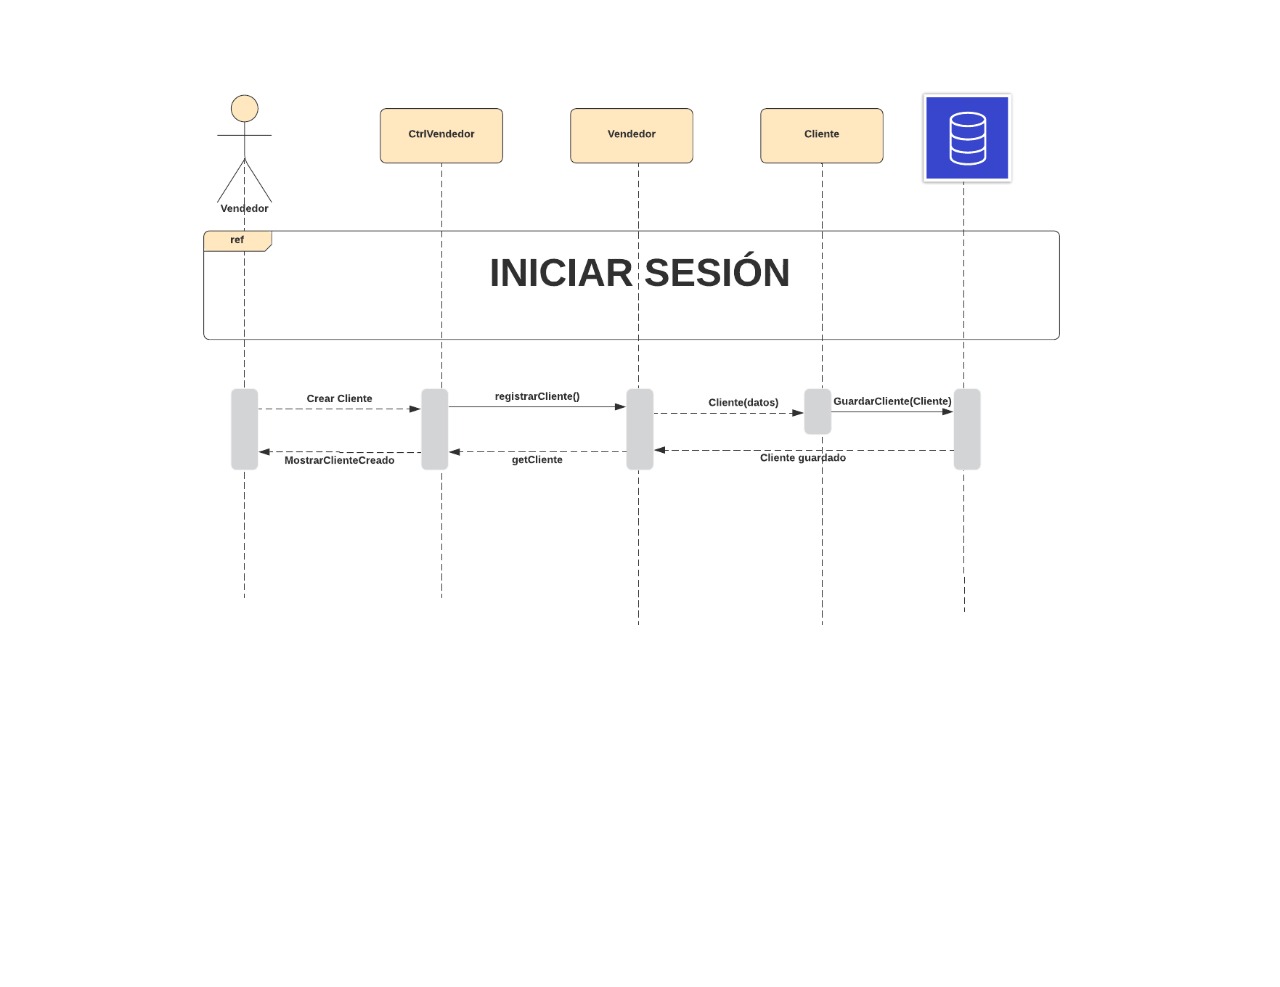 CtrlVendedor
Vendedor
Cliente
Vendedor
ref
INICIAR SESIÓN
Crear Cliente
registrarCliente()
Cliente(datos)
GuardarCliente(Cliente)
MostrarClienteCreado
getCliente
Cliente guardado